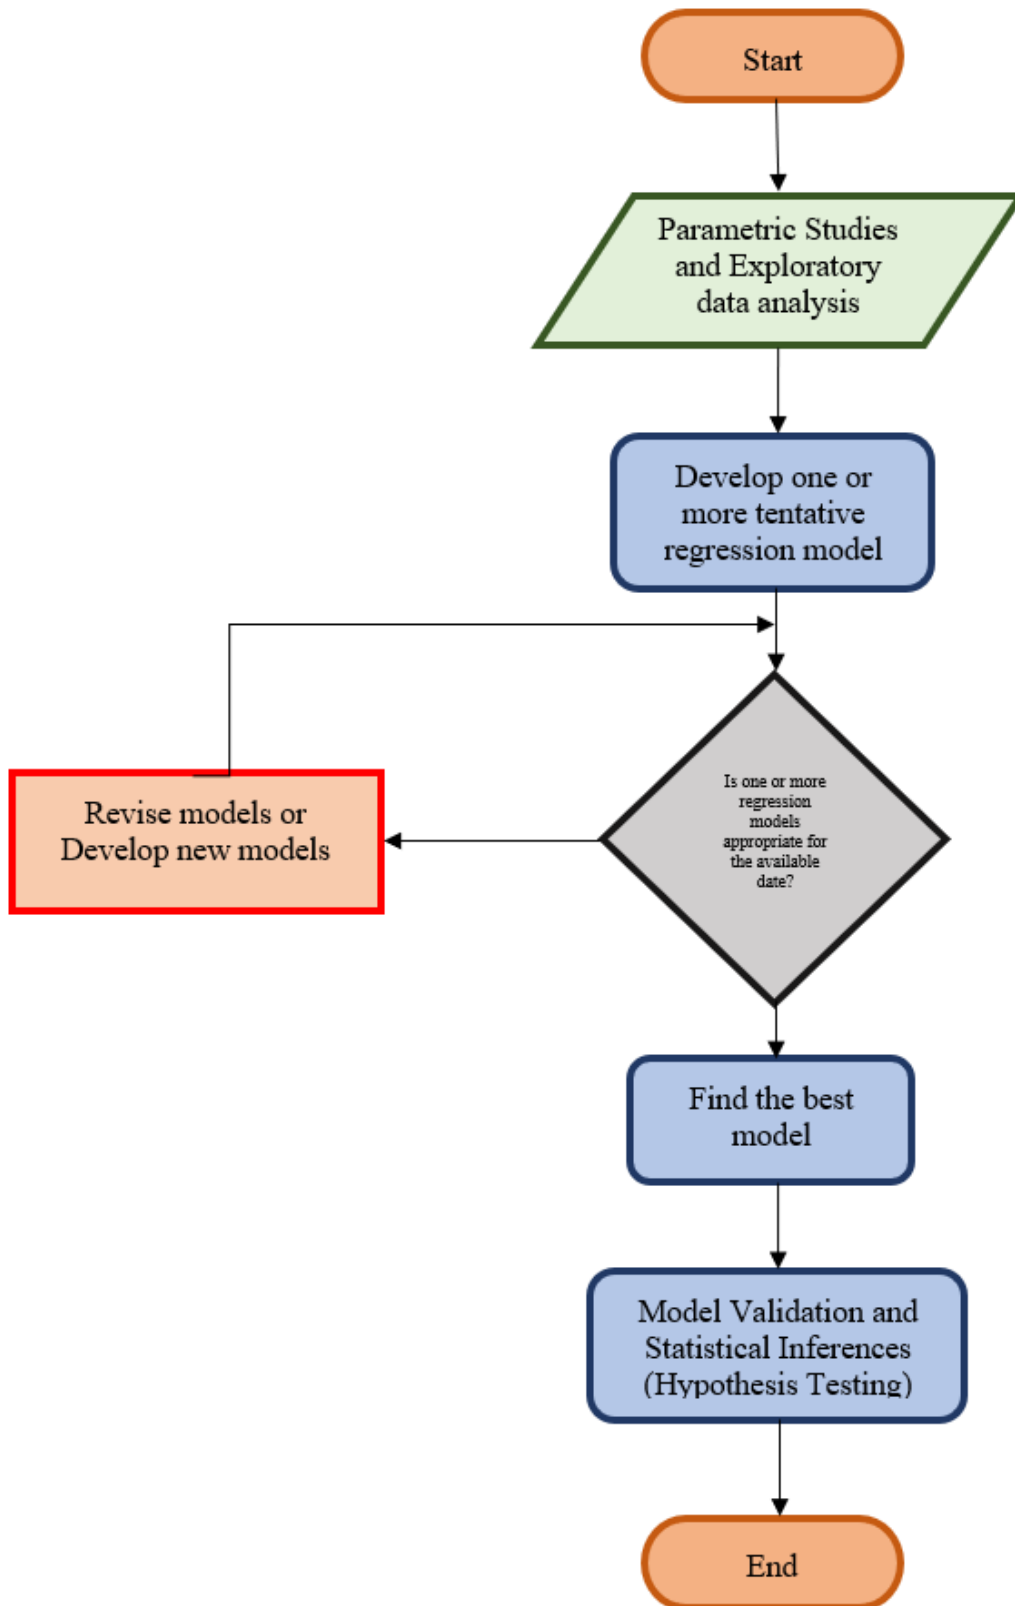 Start
Parametric Studies
and Exploratory
data analysis
Develop one or
more tentative
regression model
Is one or more
regression
models
appropriate for
the available
date?
Revise models or
Develop new models
Find the best
model
Model Validation and
Statistical Inferences
(Hypothesis Testing)
End